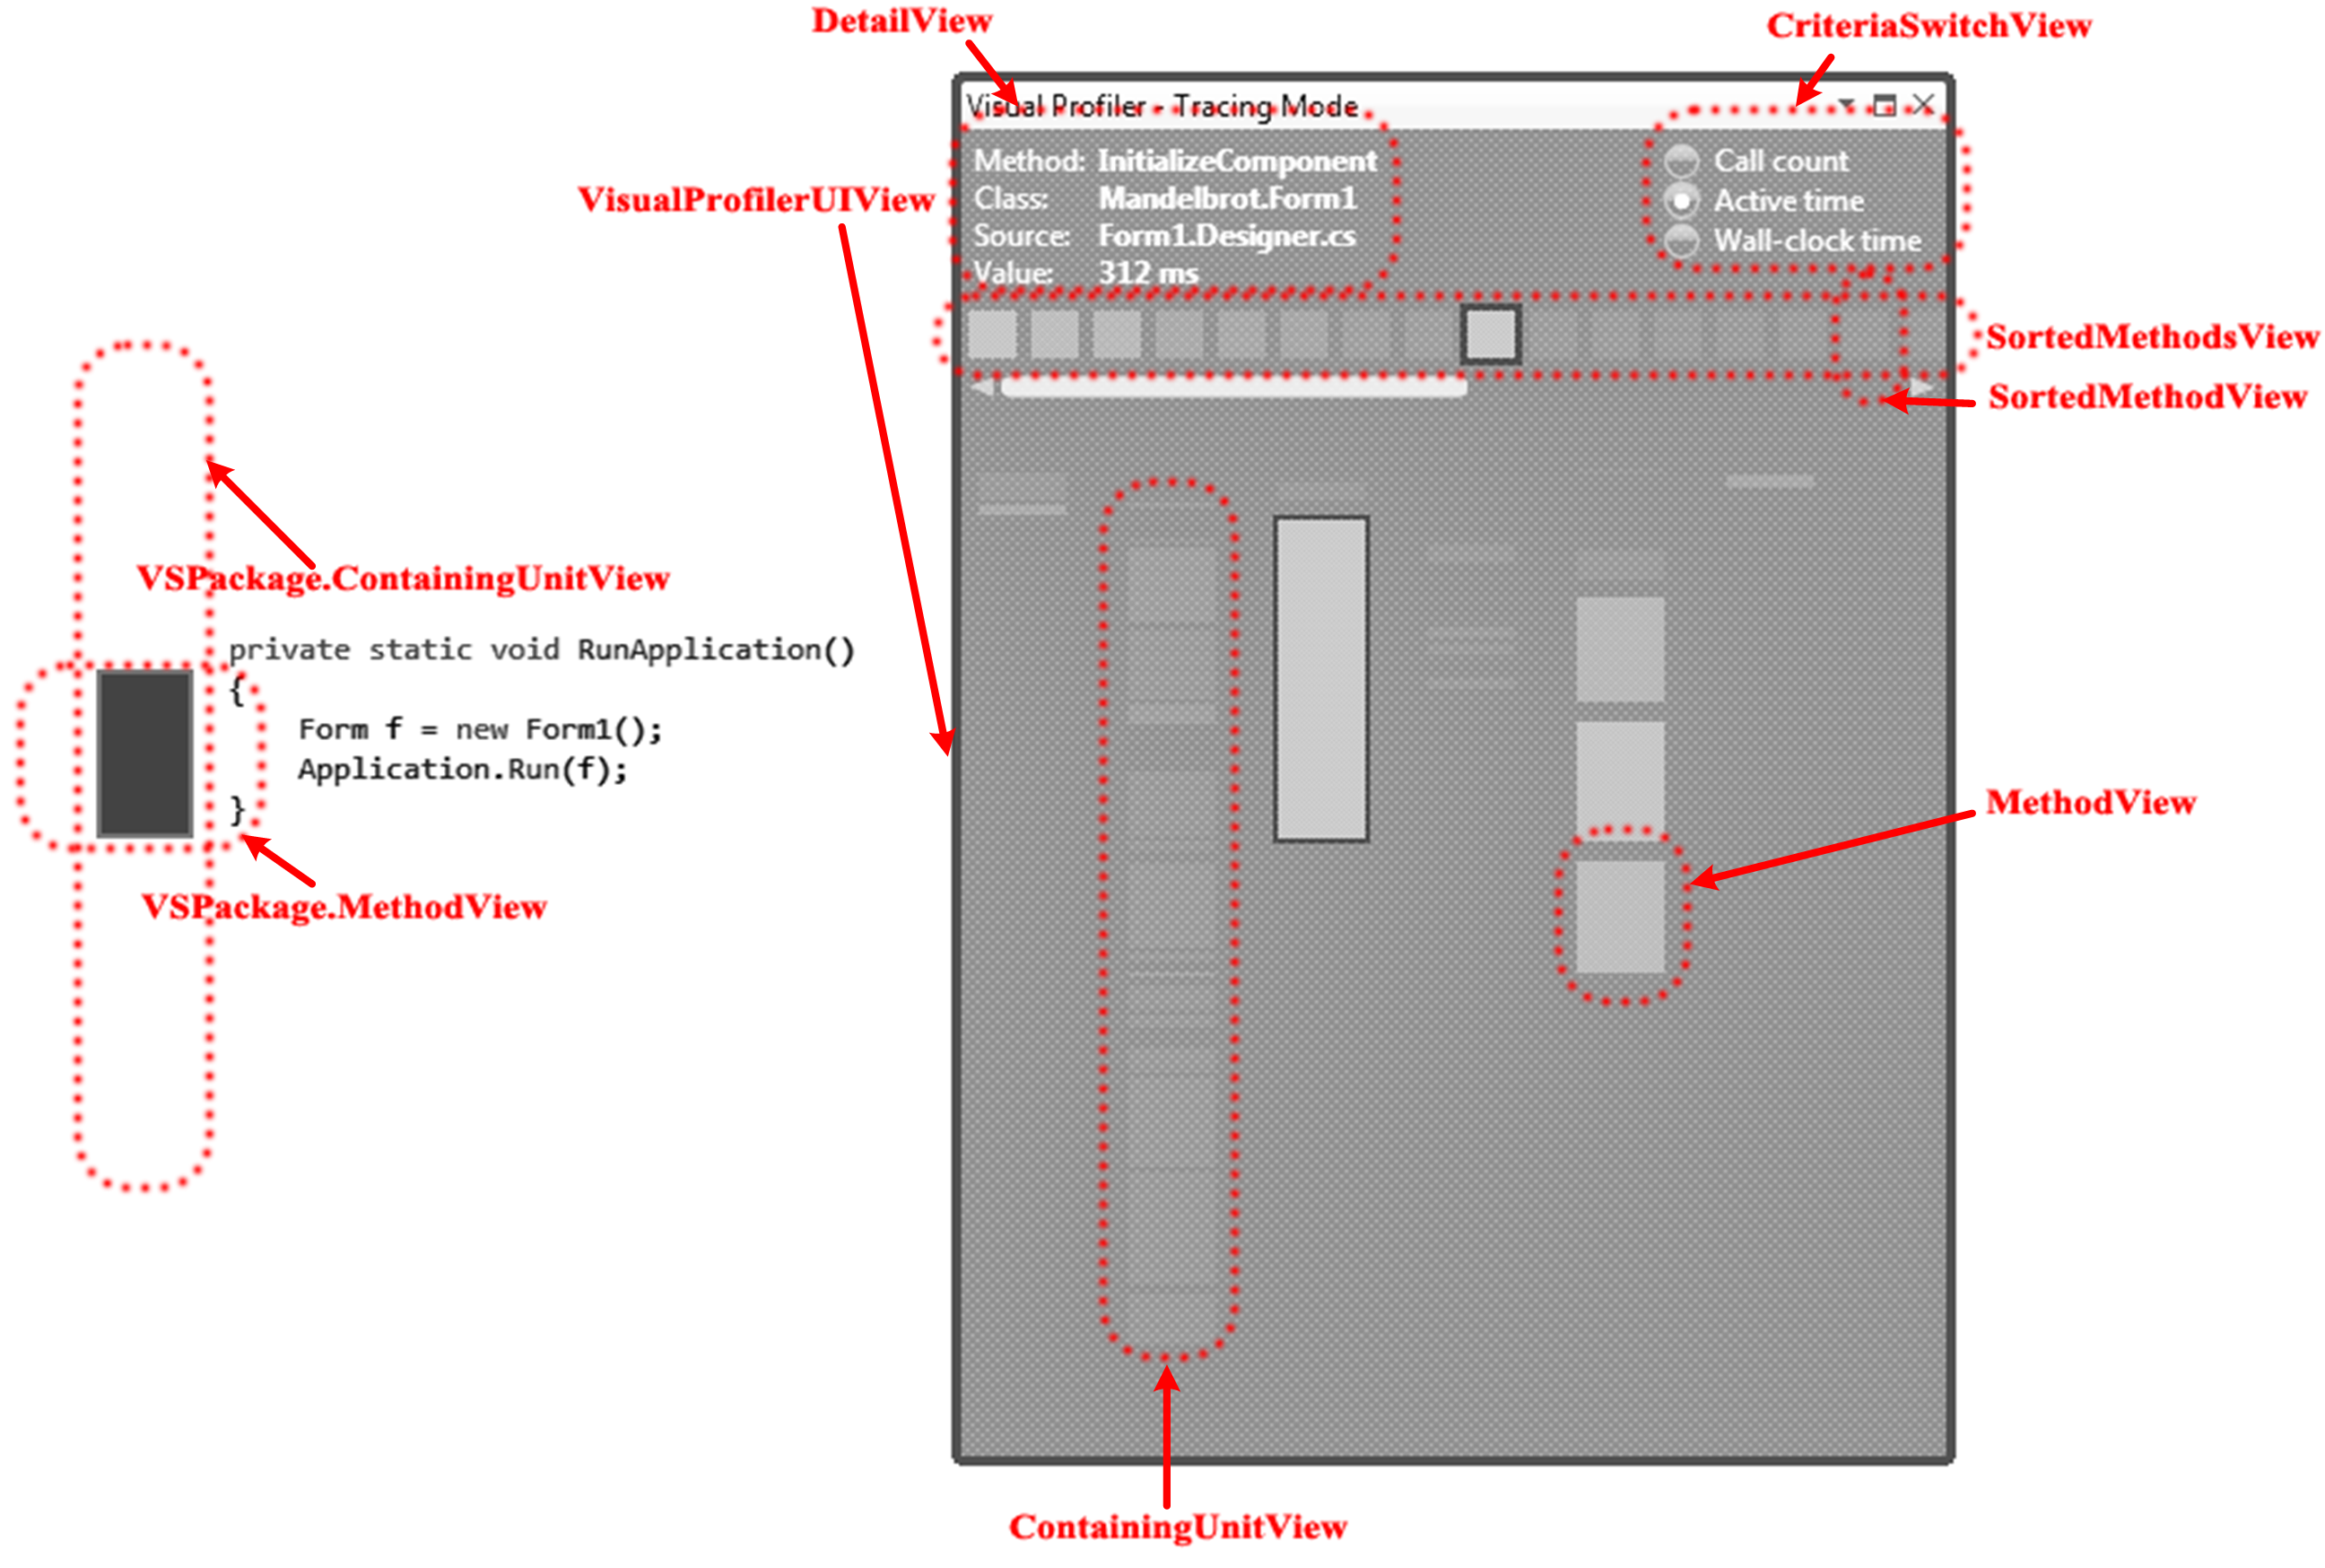 DetailView
CriteriaSwitchView
Visual Profiler - Tracing Mode
Method: InitializeComponent
Class: Mandelbrot.Form1
Source: Form1.Designer.cs
Value: 312 ms
Call count
Active time
Wall-clock time
VisualProfilerUIView
SortedMethodsView
SortedMethodView
VSPackage.ContainingUnitView
private static void RunApplication()
{
Form f = new Form1();
Application.Run(f);
}
VSPackage.MethodView
MethodView
ContainingUnitView